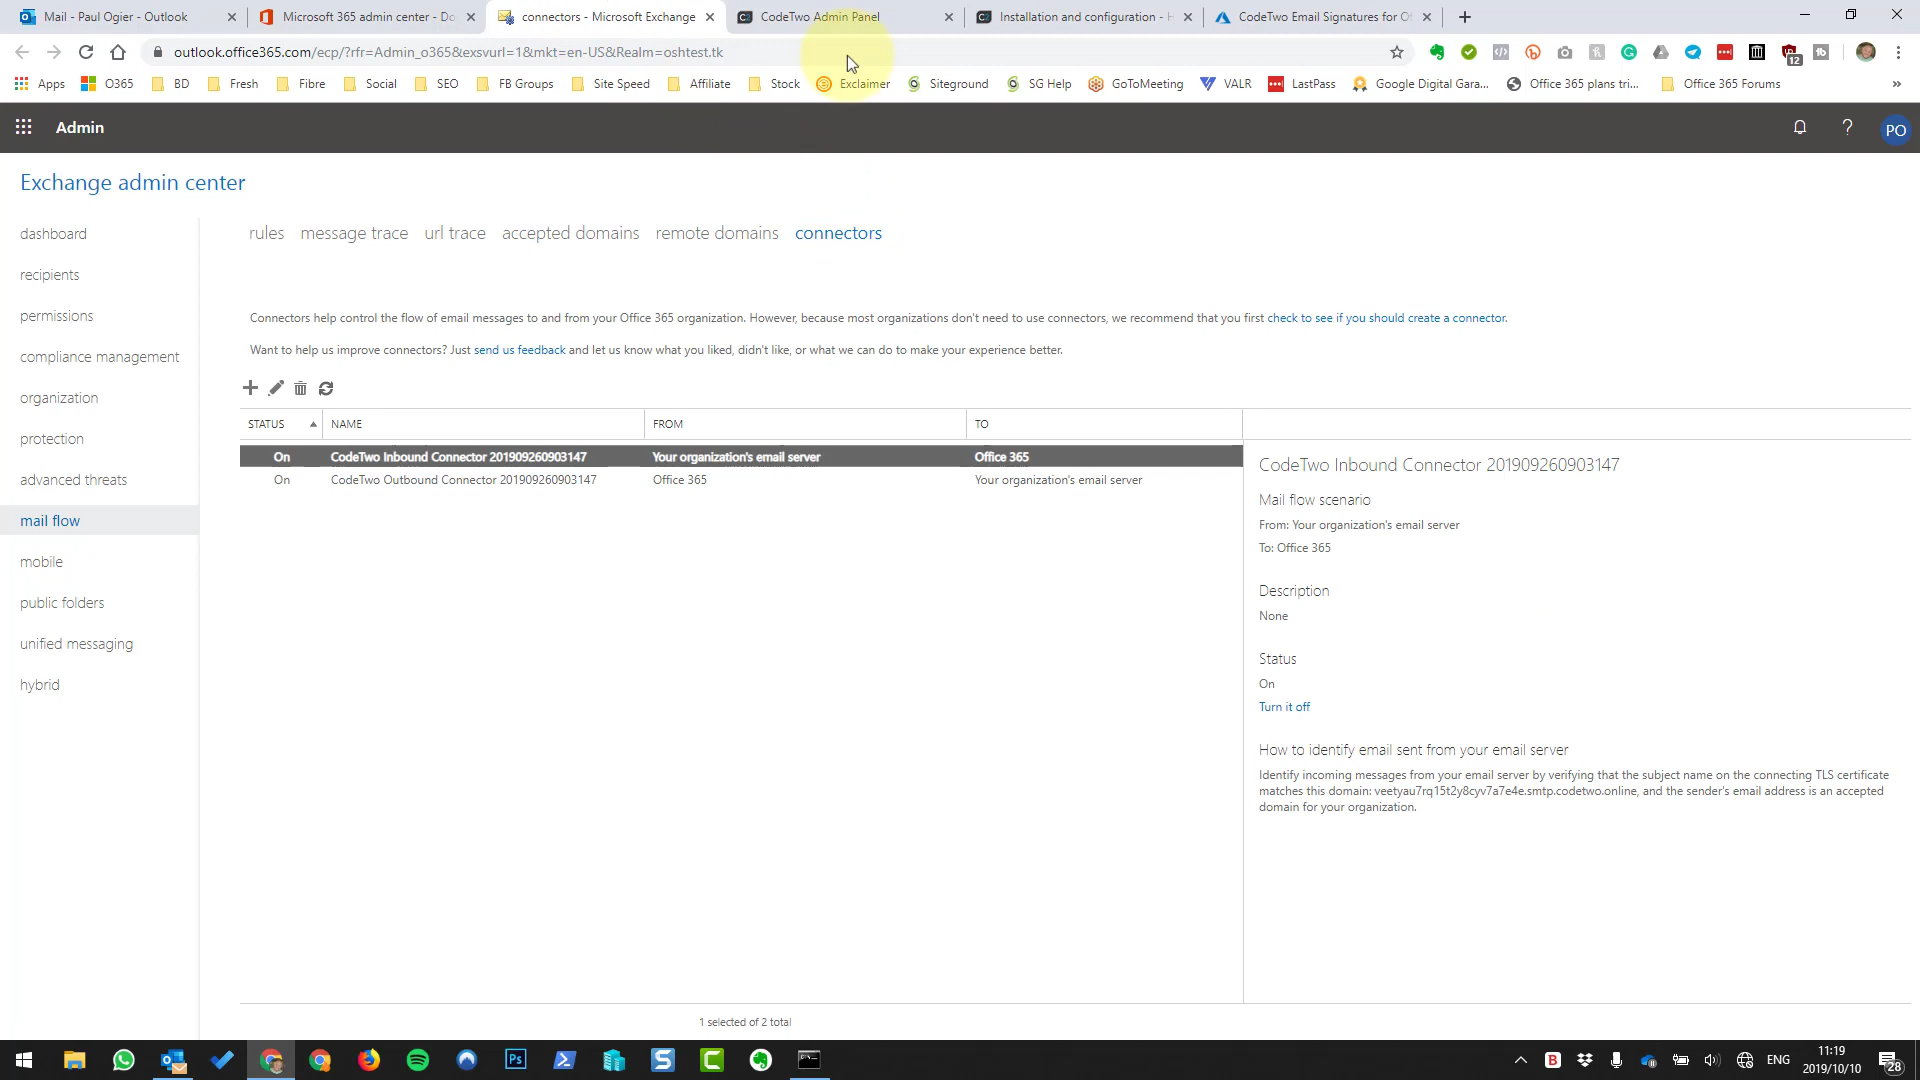 Mail - Paul Ogier - Outlook
Microsoft 365 admin center - Do
connectors - Microsoft Exchange
CodeTwo Admin Panel
Installation and configuration - H
CodeTwo Email Signatures for Of
outlook.office365.com/ecp/?rfr=Admin_o365&exsvurl=1&mkt=en-US&Realm=oshtest.tk
12
Apps
O365
BD
Fresh
Fibre
Social
SEO
FB Groups
Site Speed
Affiliate
Stock
Exclaimer
Siteground
SG Help
GoToMeeting
VALR
LastPass
Google Digital Gara...
Office 365 plans tri...
Office 365 Forums
»
Admin
?
PO
Exchange admin center
dashboard
recipients
permissions
compliance management
organization
protection
advanced threats
mail flow
mobile
public folders
unified messaging
hybrid
rules message trace url trace accepted domains remote domains connectors
Connectors help control the flow of email messages to and from your Office 365 organization. However, because most organizations don't need to use connectors, we recommend that you first check to see if you should create a connector.
Want to help us improve connectors? Just send us feedback and let us know what you liked, didn't like, or what we can do to make your experience better.
STATUS NAME FROM TO
On CodeTwo Inbound Connector 201909260903147 Your organization's email server Office 365
On CodeTwo Outbound Connector 201909260903147 Office 365 Your organization's email server
CodeTwo Inbound Connector 201909260903147
Mail flow scenario
From: Your organization's email server
To: Office 365
Description
None
Status
On
Turn it off
How to identify email sent from your email server
Identify incoming messages from your email server by verifying that the subject name on the connecting TLS certificate
matches this domain: veetyau7rq15t2y8cyv7a7e4e.smtp.codetwo.online, and the sender's email address is an accepted
domain for your organization.
1 selected of 2 total
Ps
S
C
B
ENG
11:19
2019/10/10
28